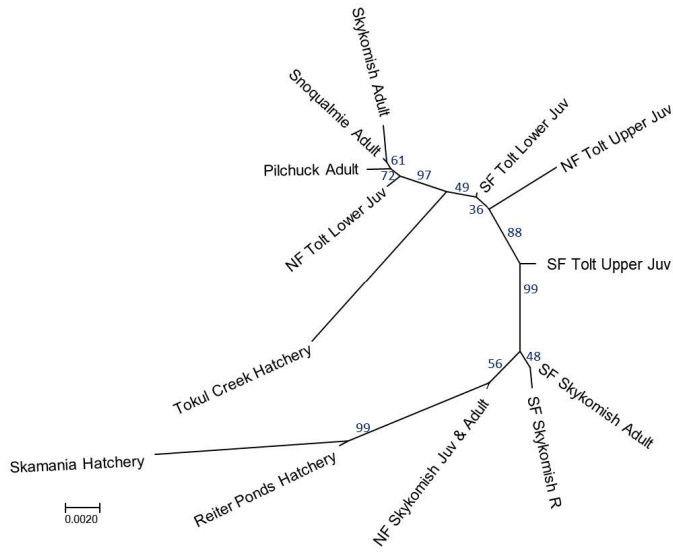 Skykomish Adult
Snoqualmie Adult
61
Pilchuck Adult
72
97
NF Tolt Lower Juv
49
SF Tolt Lower Juv
36
NF Tolt Upper Juv
88
SF Tolt Upper Juv
99
Tokul Creek Hatchery
56
48
SF Skykomish Adult
SF Skykomish R
NF Skykomish Juv & Adult
99
Skamania Hatchery
Reiter Ponds Hatchery
0.0020